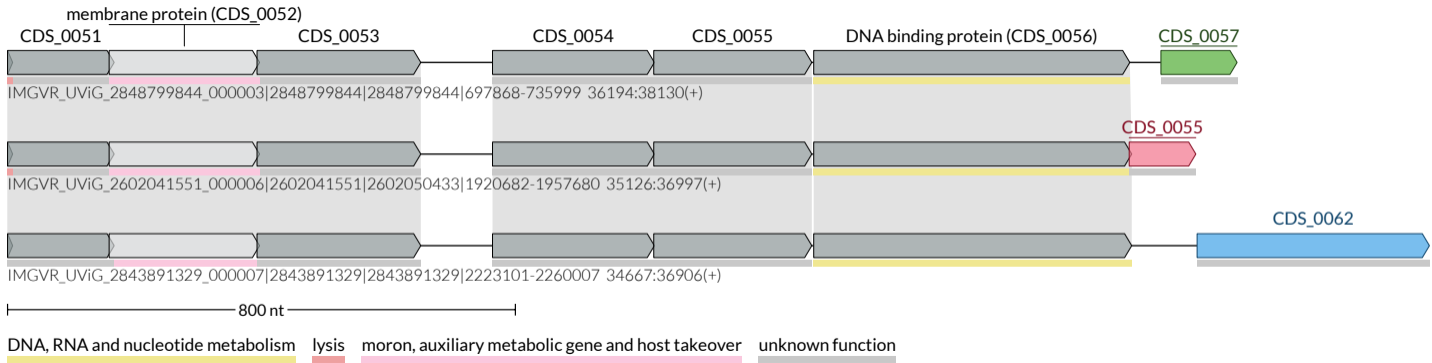 membrane protein (CDS_0052)
CDS_0051 CDS_0053 CDS_0054 CDS_0055 DNA binding protein (CDS_0056) CDS_0057
IMGVR_UViG_2848799844_000003|2848799844|2848799844|697868-735999 36194:38130(+)
CDS_0055
IMGVR_UViG_2602041551_000006|2602041551|2602050433|1920682-1957680 35126:36997(+)
CDS_0062
IMGVR_UViG_2843891329_000007|2843891329|2843891329|2223101-2260007 34667:36906(+)
800 nt
DNA, RNA and nucleotide metabolism lysis moron, auxiliary metabolic gene and host takeover unknown function